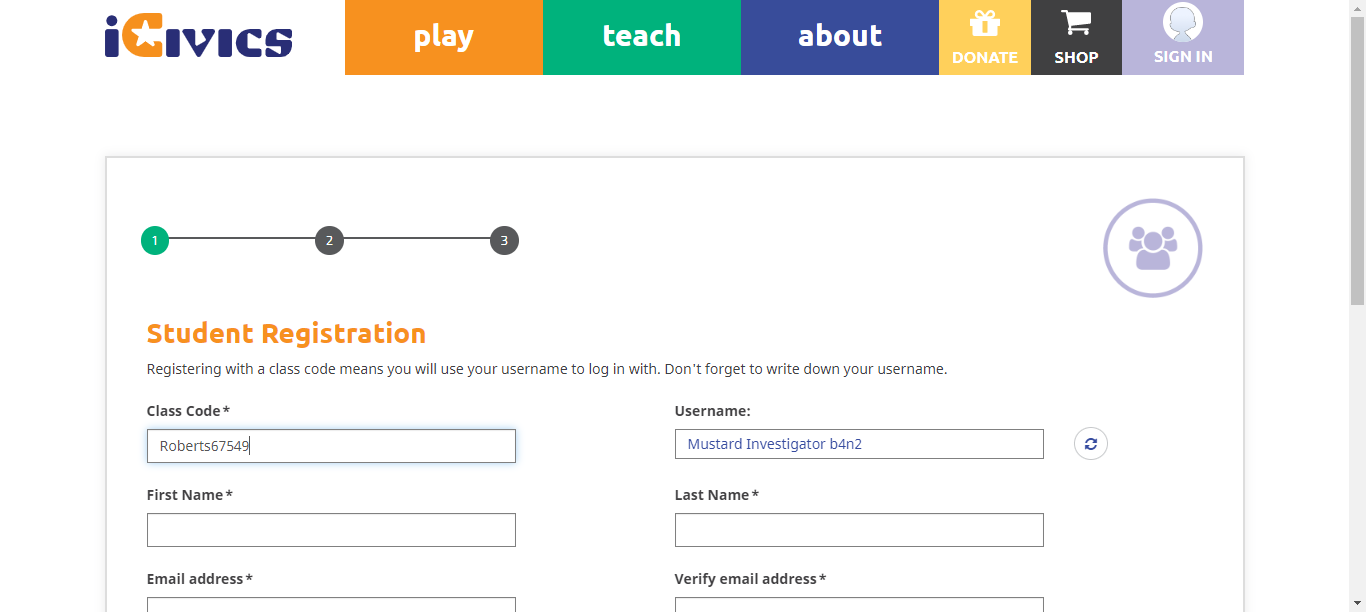 iCivics
play
teach
about
DONATE
SHOP
SIGN IN
1
2
3
Student Registration
Registering with a class code means you will use your username to log in with. Don't forget to write down your username.
Class Code*
Username:
Roberts67549
Mustard Investigator b4n2
First Name*
Last Name*
Email address*
Verify email address*